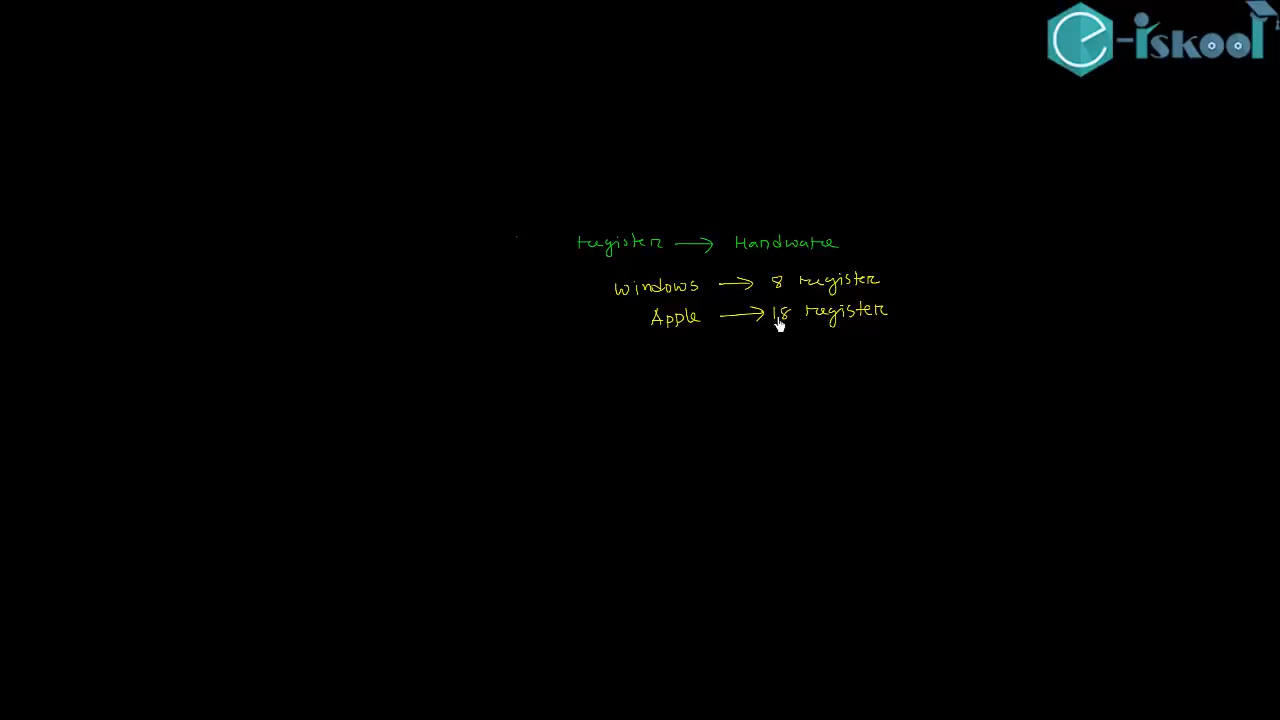 e-iskool
register → Hardware
windows → 8 register
Apple → 18 register